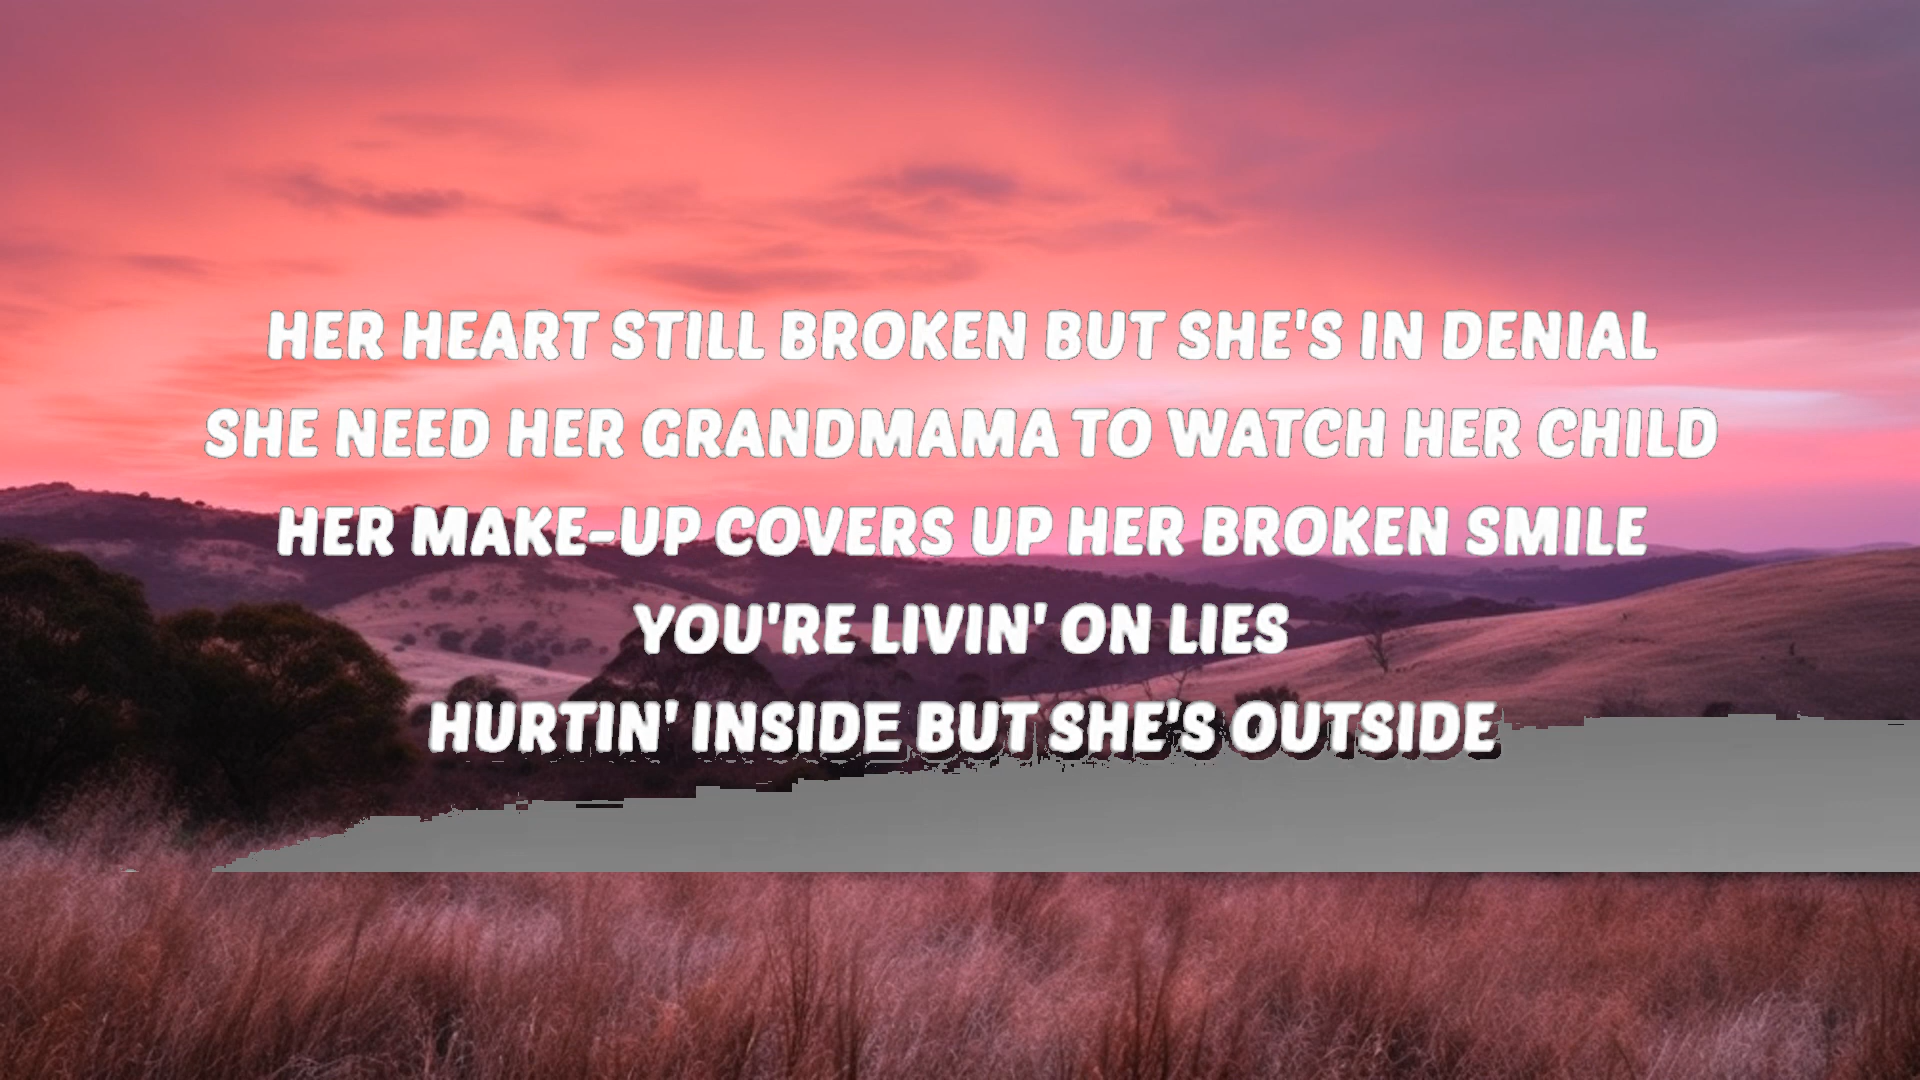 HER HEART STILL BROKEN BUT SHE'S IN DENIAL
SHE NEED HER GRANDMAMA TO WATCH HER CHILD
HER MAKE-UP COVERS UP HER BROKEN SMILE
YOU'RE LIVIN' ON LIES
HURTIN' INSIDE BUT SHE'S OUTSIDE